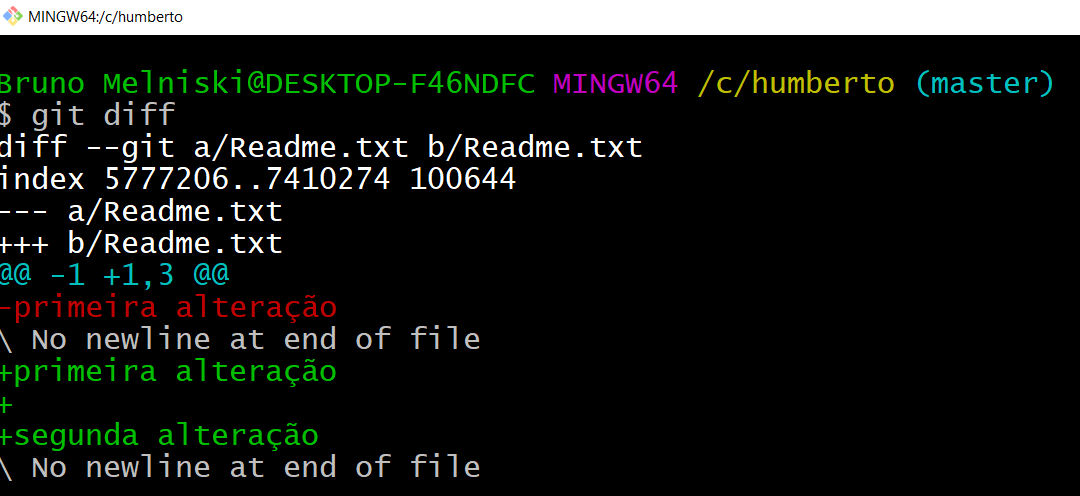 MINGW64:/c/humberto
Bruno Melniski@DESKTOP-F46NDFC MINGW64 /c/humberto (master)
$ git diff
diff --git a/Readme.txt b/Readme.txt
index 5777206..7410274 100644
--- a/Readme.txt
+++ b/Readme.txt
@@ -1 +1,3 @@
-primeira alteração
\ No newline at end of file
+primeira alteração
+
+segunda alteração
\ No newline at end of file